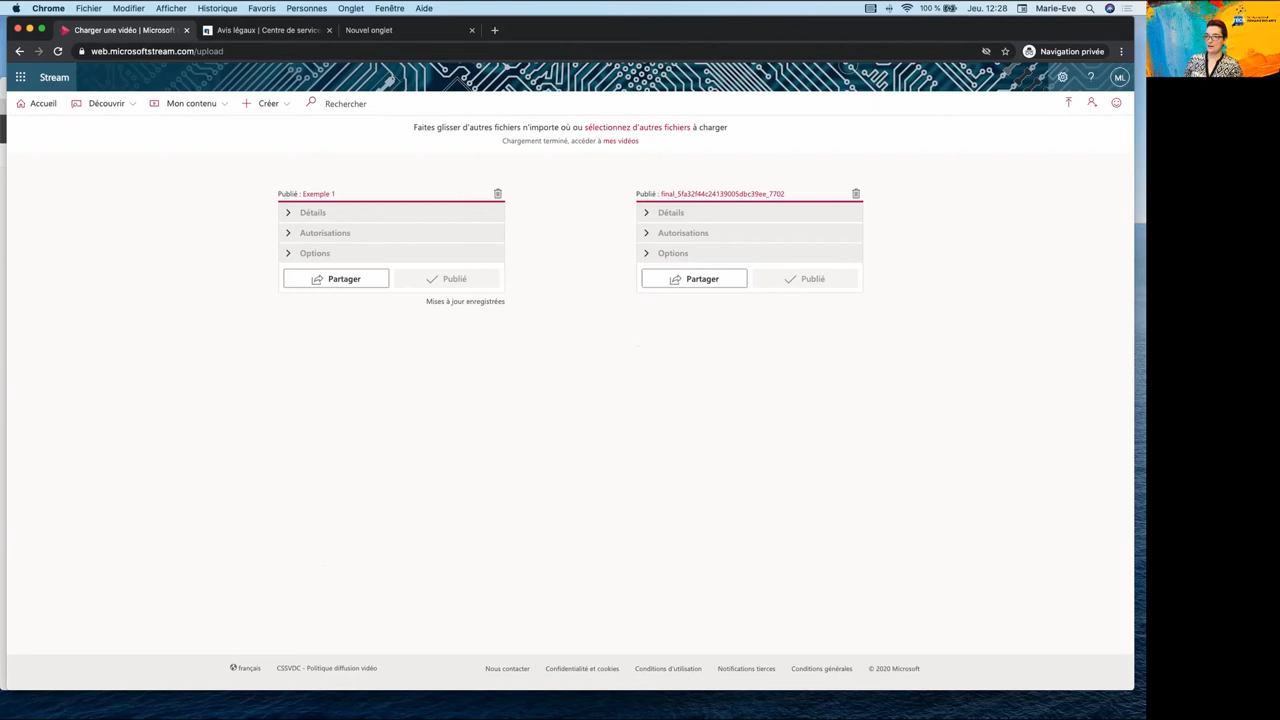 Chrome Fichier Modifier Afficher Historique Favoris Personnes Onglet Fenêtre Aide 100 % Jeu. 12:28 Marie-Eve
Charger une vidéo | Microsoft Avis légaux | Centre de service Nouvel onglet
web.microsoftstream.com/upload Navigation privée
Stream ML
Accueil Découvrir Mon contenu Créer Rechercher
Faites glisser d'autres fichiers n'importe où ou sélectionnez d'autres fichiers à charger
Chargement terminé, accéder à mes vidéos
Publié : Exemple 1
Détails
Autorisations
Options
Partager Publié
Mises à jour enregistrées
Publié : final_5fa32f44c24139005dbc39ee_7702
Détails
Autorisations
Options
Partager Publié
français CSSVDC - Politique diffusion vidéo Nous contacter Confidentialité et cookies Conditions d'utilisation Notifications tierces Conditions générales © 2020 Microsoft